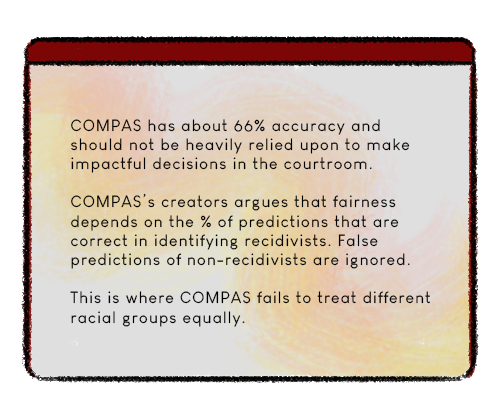 COMPAS has about 66% accuracy and
should not be heavily relied upon to make
impactful decisions in the courtroom.
COMPAS's creators argues that fairness
depends on the % of predictions that are
correct in identifying recidivists. False
predictions of non-recidivists are ignored.
This is where COMPAS fails to treat different
racial groups equally.